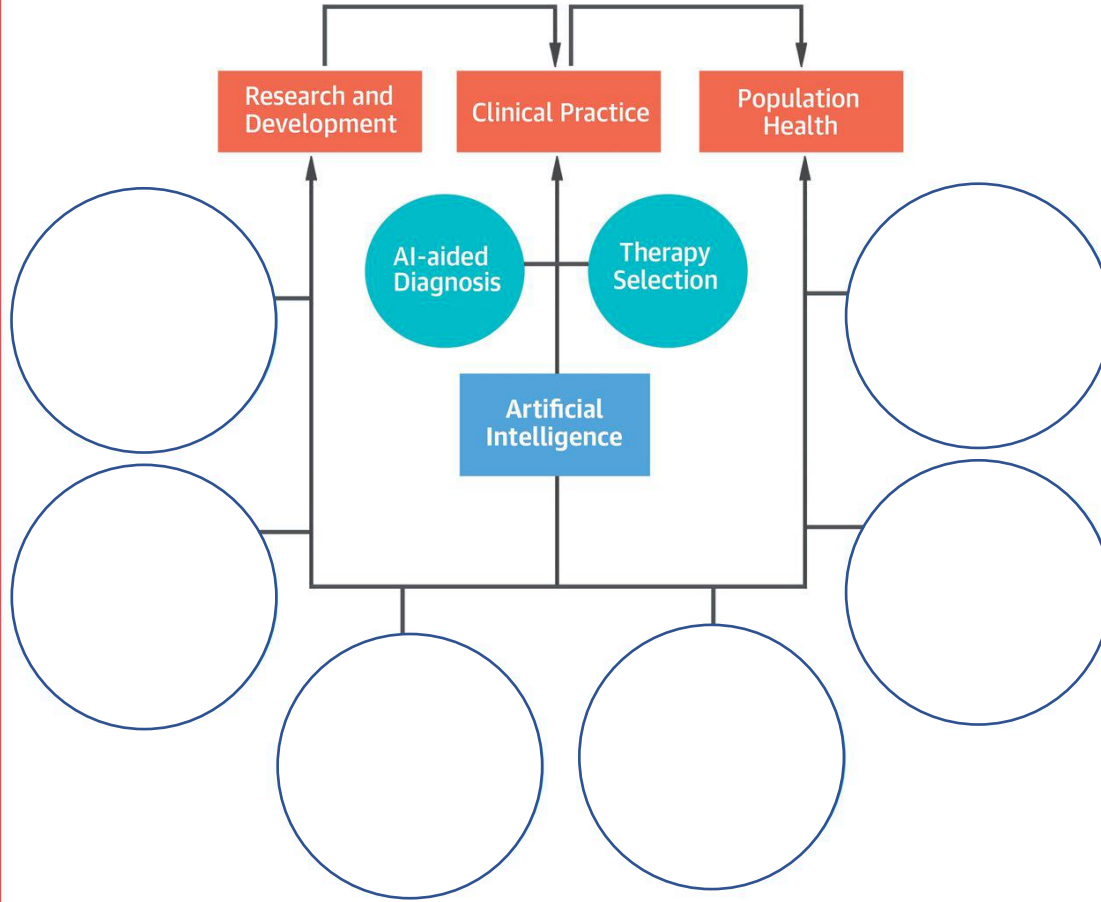 Research and
Development
Clinical Practice
Population
Health
AI-aided
Diagnosis
Therapy
Selection
Artificial
Intelligence